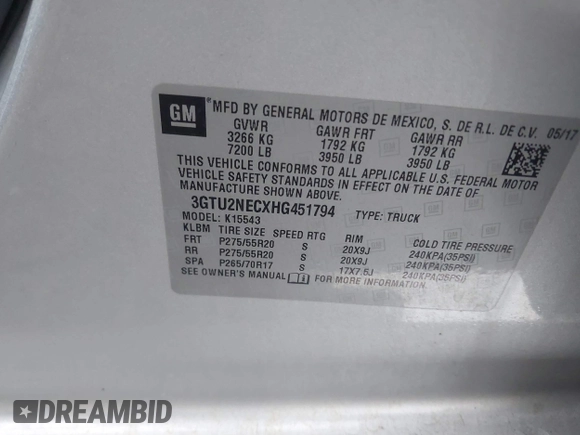 GM
MFD BY GENERAL MOTORS DE MEXICO, S. DE R.L. DE C.V. 05/17
GVWR GAWR FRT GAWR RR
3266 KG 1792 KG 1792 KG
7200 LB 3950 LB 3950 LB
THIS VEHICLE CONFORMS TO ALL APPLICABLE U.S. FEDERAL MOTOR
VEHICLE SAFETY STANDARDS IN EFFECT ON THE DATE OF
MANUFACTURE SHOWN ABOVE.
3GTU2NECXHG451794 TYPE: TRUCK
MODEL: K15543
KLBM TIRE SIZE SPEED RTG RIM COLD TIRE PRESSURE
FRT P275/55R20 S 20X9J 240KPA(35PSI)
RR P275/55R20 S 20X9J 240KPA(35PSI)
SPA P265/70R17 S 17X7.5J 240KPA(35PSI)
SEE OWNER'S MANUAL FOR MORE INFORMATION.
DREAMBID